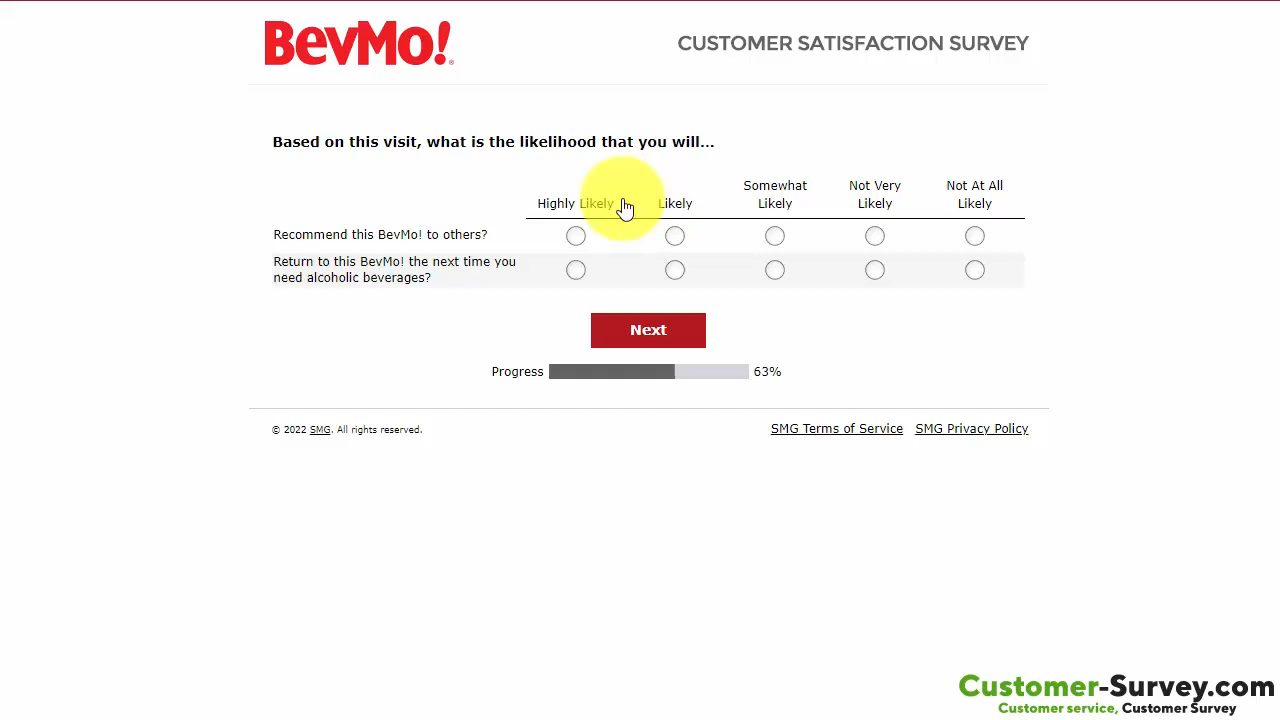 BevMo!
CUSTOMER SATISFACTION SURVEY
Based on this visit, what is the likelihood that you will...
Highly Likely
Likely
Somewhat Likely
Not Very Likely
Not At All Likely
Recommend this BevMo! to others?
Return to this BevMo! the next time you
need alcoholic beverages?
Next
Progress 63%
© 2022 SMG. All rights reserved.
SMG Terms of Service SMG Privacy Policy
Customer-Survey.com
Customer service, Customer Survey